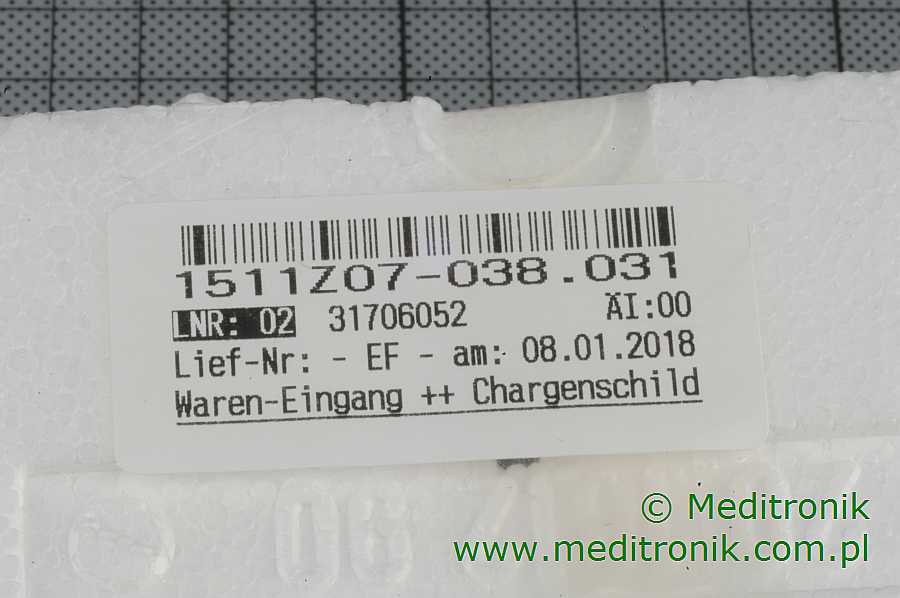 1511Z07-038.031
LNR: 02 31706052 ÄI:00
Lief-Nr: - EF - am: 08.01.2018
Waren-Eingang ++ Chargenschild
© Meditronik
www.meditronik.com.pl